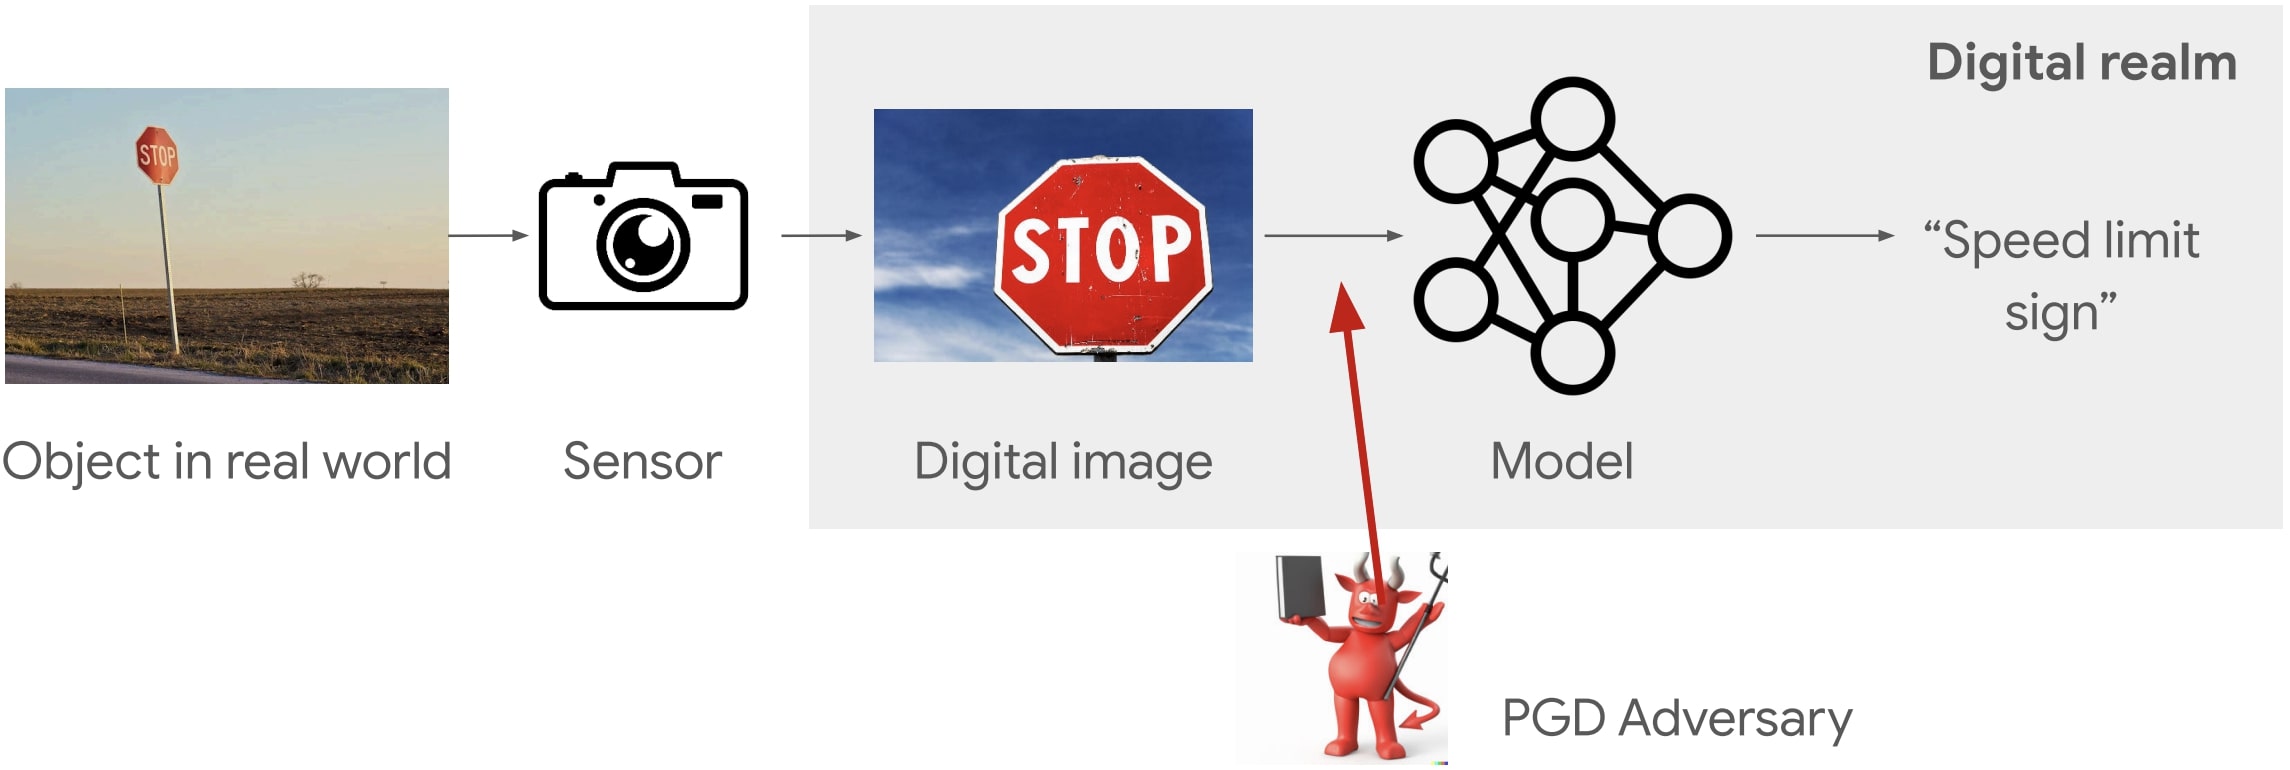 Digital realm
STOP
STOP
“Speed limit
sign”
Object in real world
Sensor
Digital image
Model
PGD Adversary